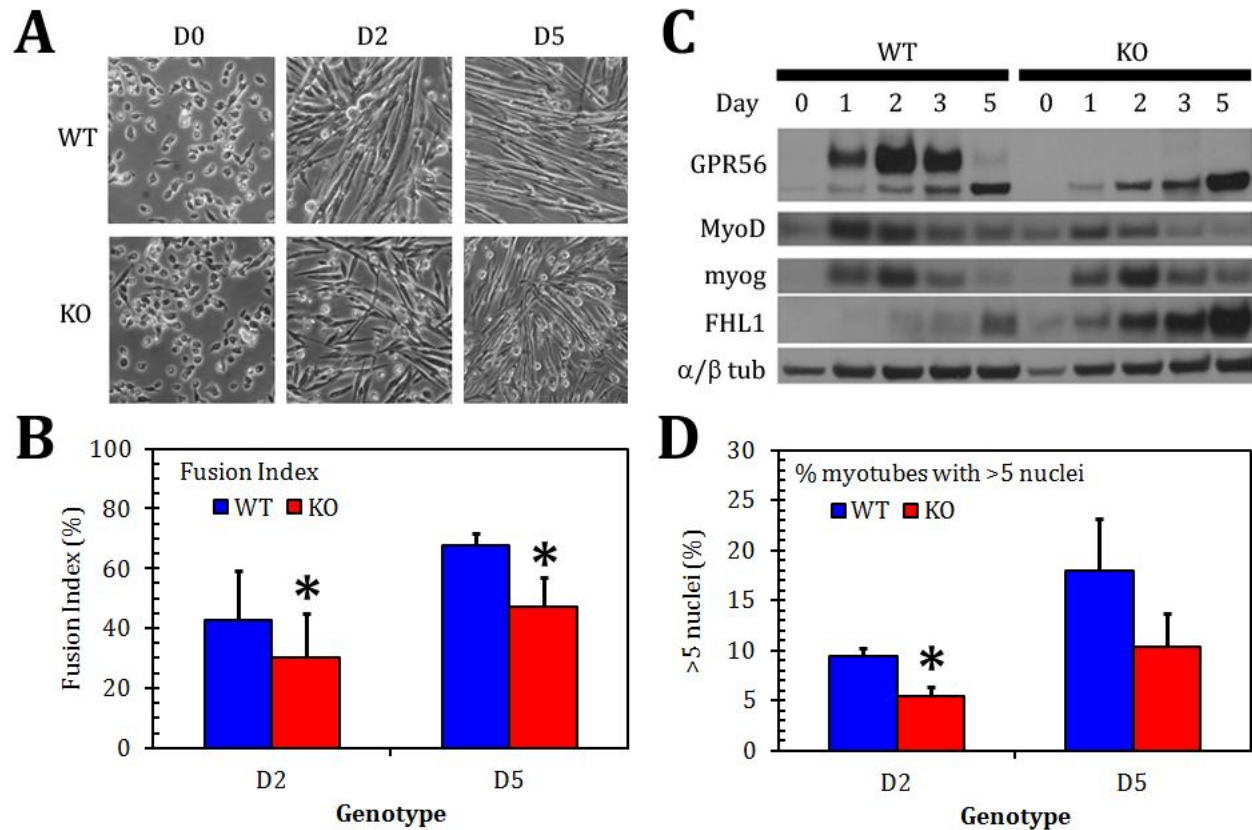 A
D0 D2 D5
WT
KO
B
100
80
60
40
20
0
Fusion Index (%)
Fusion Index
WT KO
* *
D2 D5
Genotype
C
WT KO
Day 0 1 2 3 5 0 1 2 3 5
GPR56
MyoD
myog
FHL1
α/β tub
D
30
25
20
15
10
5
0
>5 nuclei (%)
% myotubes with >5 nuclei
WT KO
*
D2 D5
Genotype